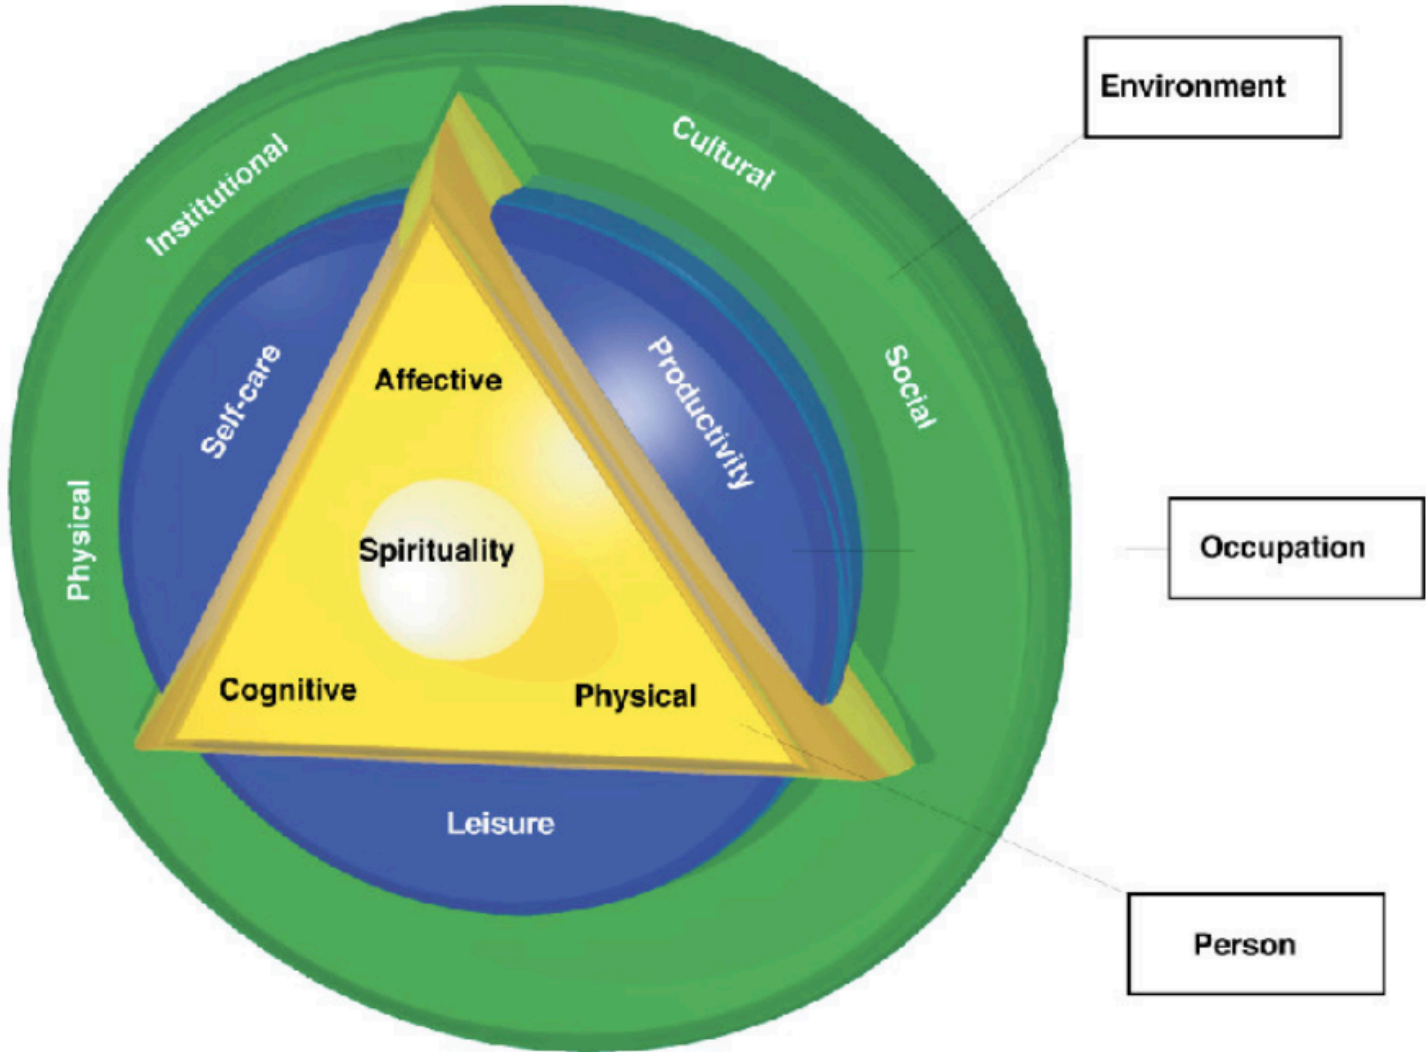 Environment
Cultural
Institutional
Social
Self-care
Productivity
Affective
Physical
Spirituality
Occupation
Cognitive
Physical
Leisure
Person